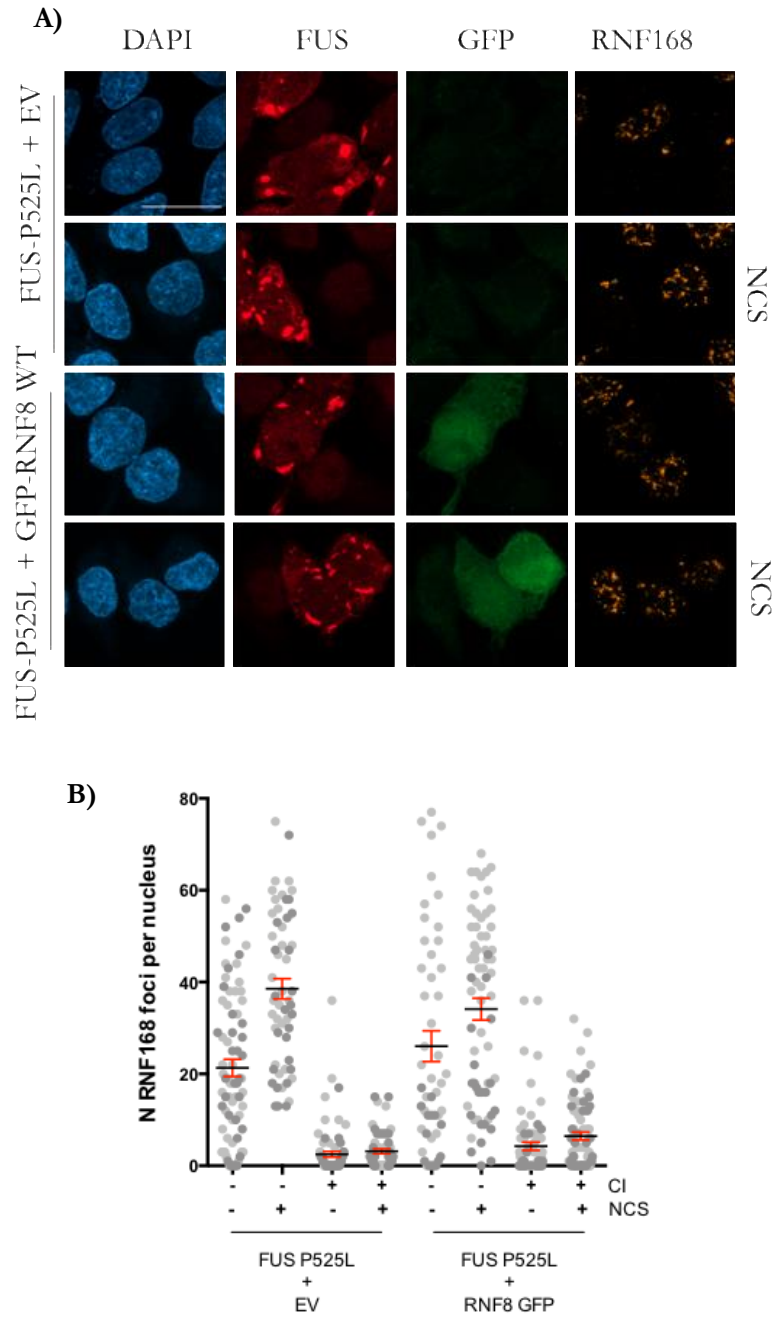 A)
DAPI FUS GFP RNF168
FUS-P525L + EV
NCS
FUS-P525L + GFP-RNF8 WT
NCS
B)
N RNF168 foci per nucleus
80
60
40
20
0
- - + + - - + + CI
- + - + - + - + NCS
FUS P525L FUS P525L
+ +
EV RNF8 GFP